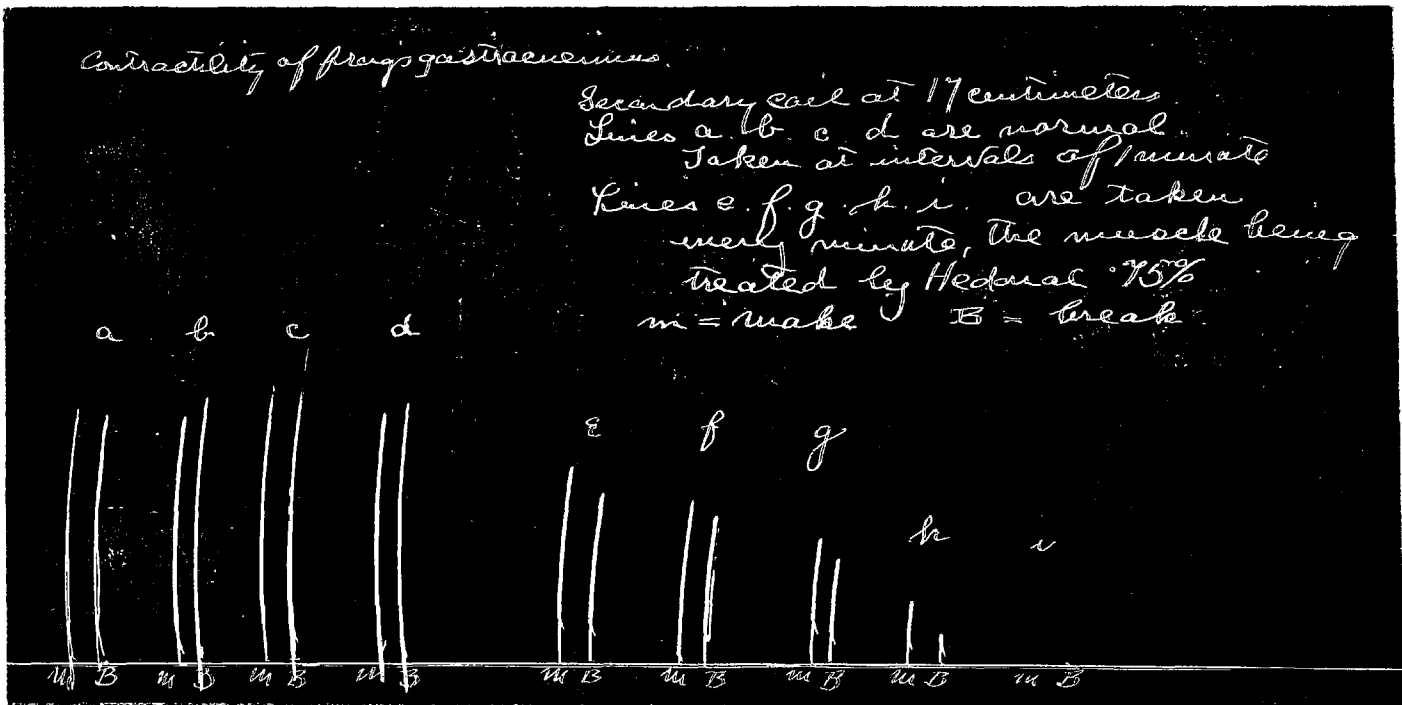 Contractility of frog's gastrocnemius.
Secondary coil at 17 centimeters
Lines a. b. c. d are normal.
Taken at intervals of 1 minute
Lines e. f. g. h. i. are taken
every minute, the muscle being
treated by Hedonal .75%
m = make B = break.
a b c d
e f g
h i
m B m B m B m B m B m B m B m B m B